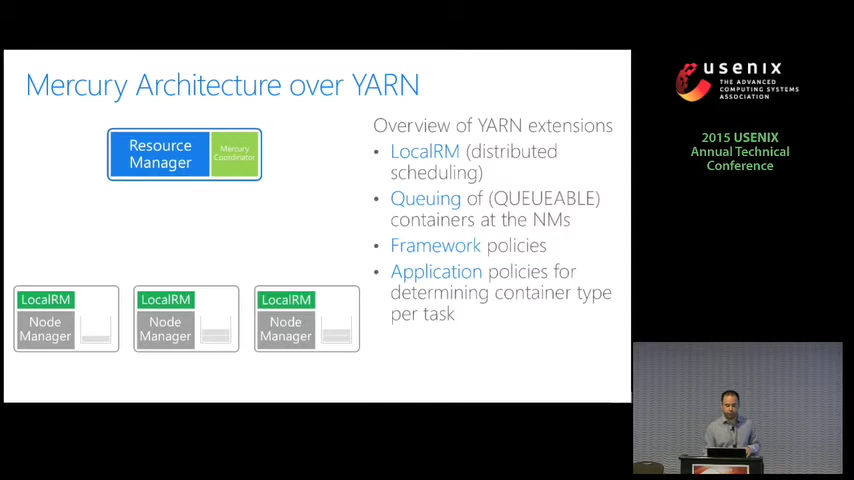 Mercury Architecture over YARN
Resource
Manager
Mercury
Coordinator
Overview of YARN extensions
• LocalRM (distributed
scheduling)
• Queuing of (QUEUEABLE)
containers at the NMs
• Framework policies
• Application policies for
determining container type
per task
LocalRM
Node
Manager
LocalRM
Node
Manager
LocalRM
Node
Manager
usenix
THE ADVANCED
COMPUTING SYSTEMS
ASSOCIATION
2015 USENIX
Annual Technical
Conference